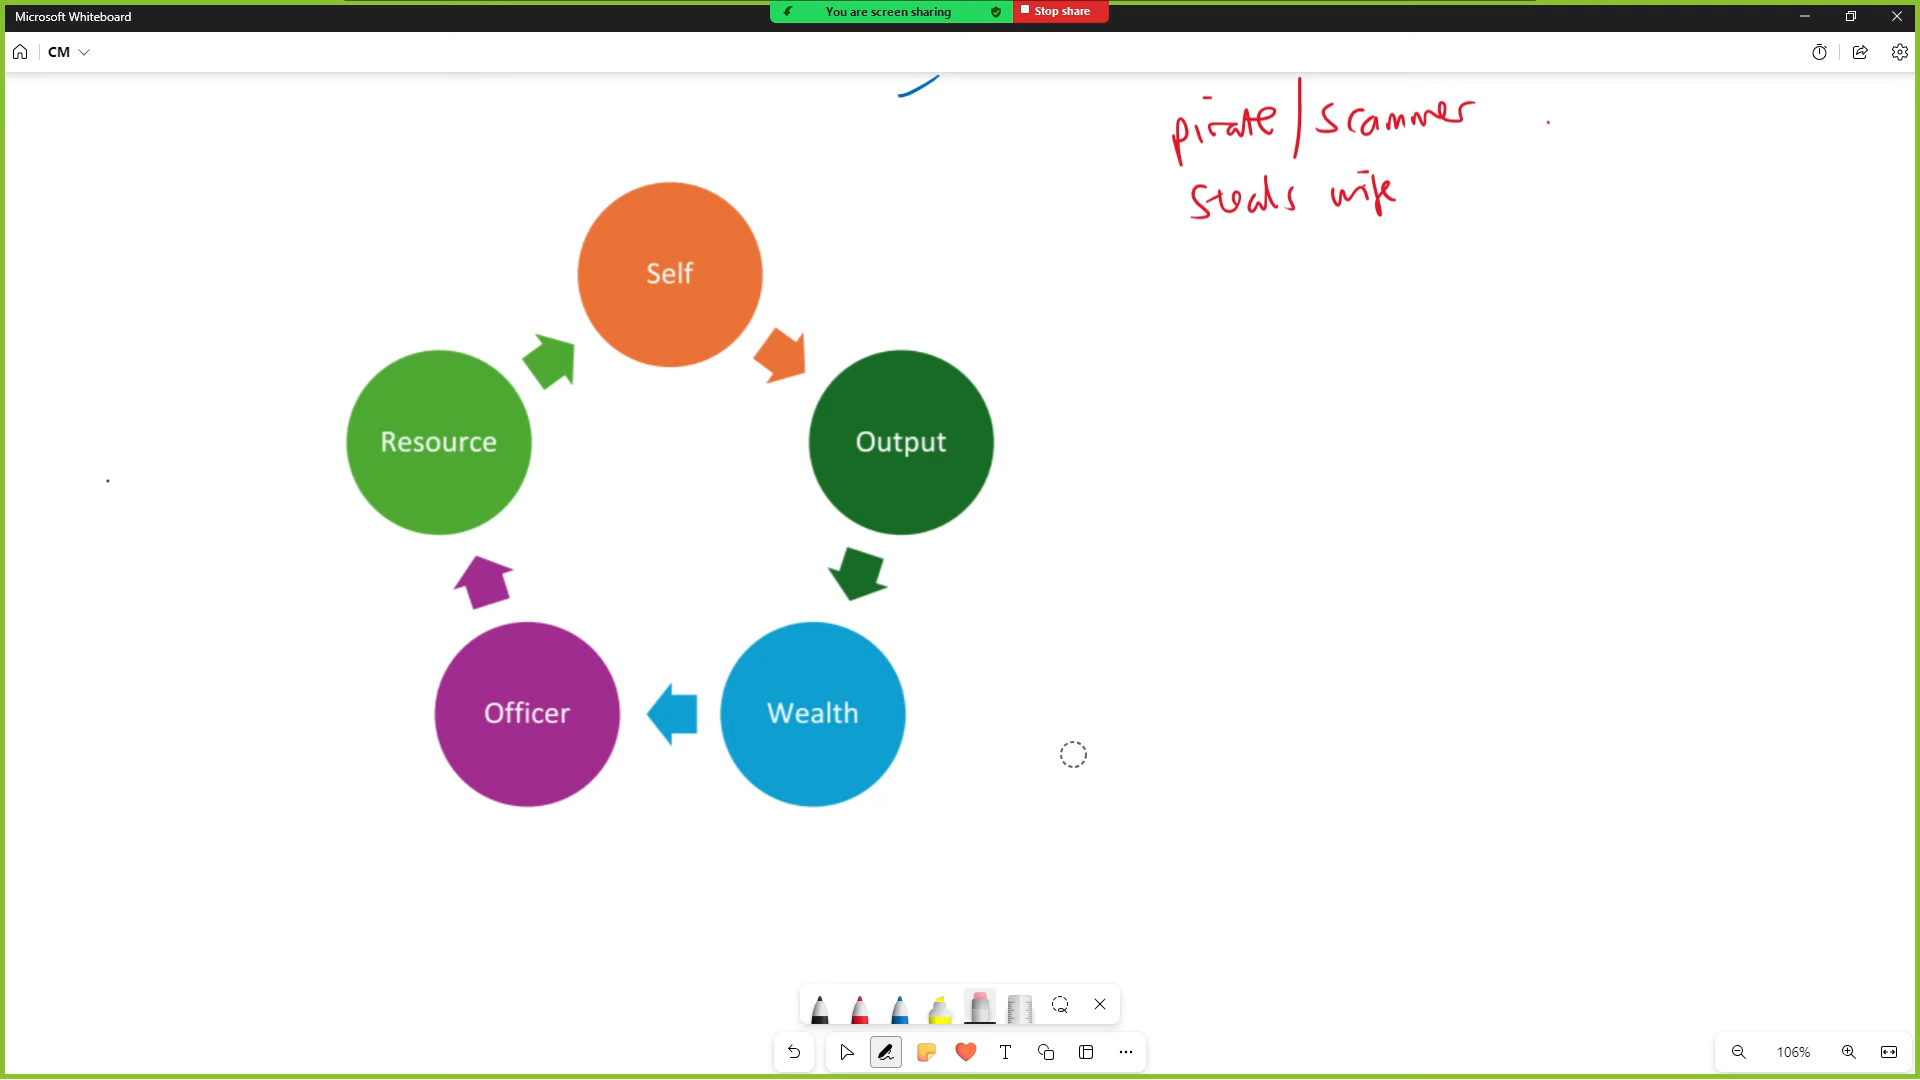 Microsoft Whiteboard
You are screen sharing
Stop share
CM
pirate | scammer
steals wife
Self
Resource
Output
Officer
Wealth
T
106%